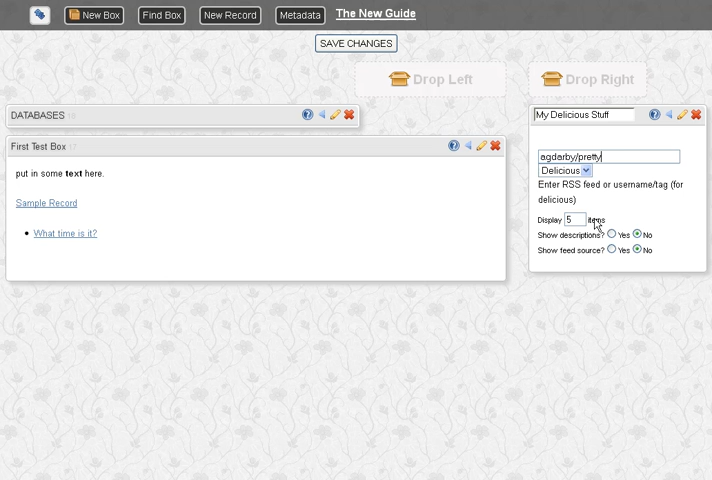 New Box
Find Box
New Record
Metadata
The New Guide
SAVE CHANGES
Drop Left
Drop Right
DATABASES
My Delicious Stuff
First Test Box 17
put in some text here.
Sample Record
What time is it?
agdarby/pretty
Delicious
Enter RSS feed or username/tag (for
delicious)
Display 5 items
Show descriptions? Yes No
Show feed source? Yes No